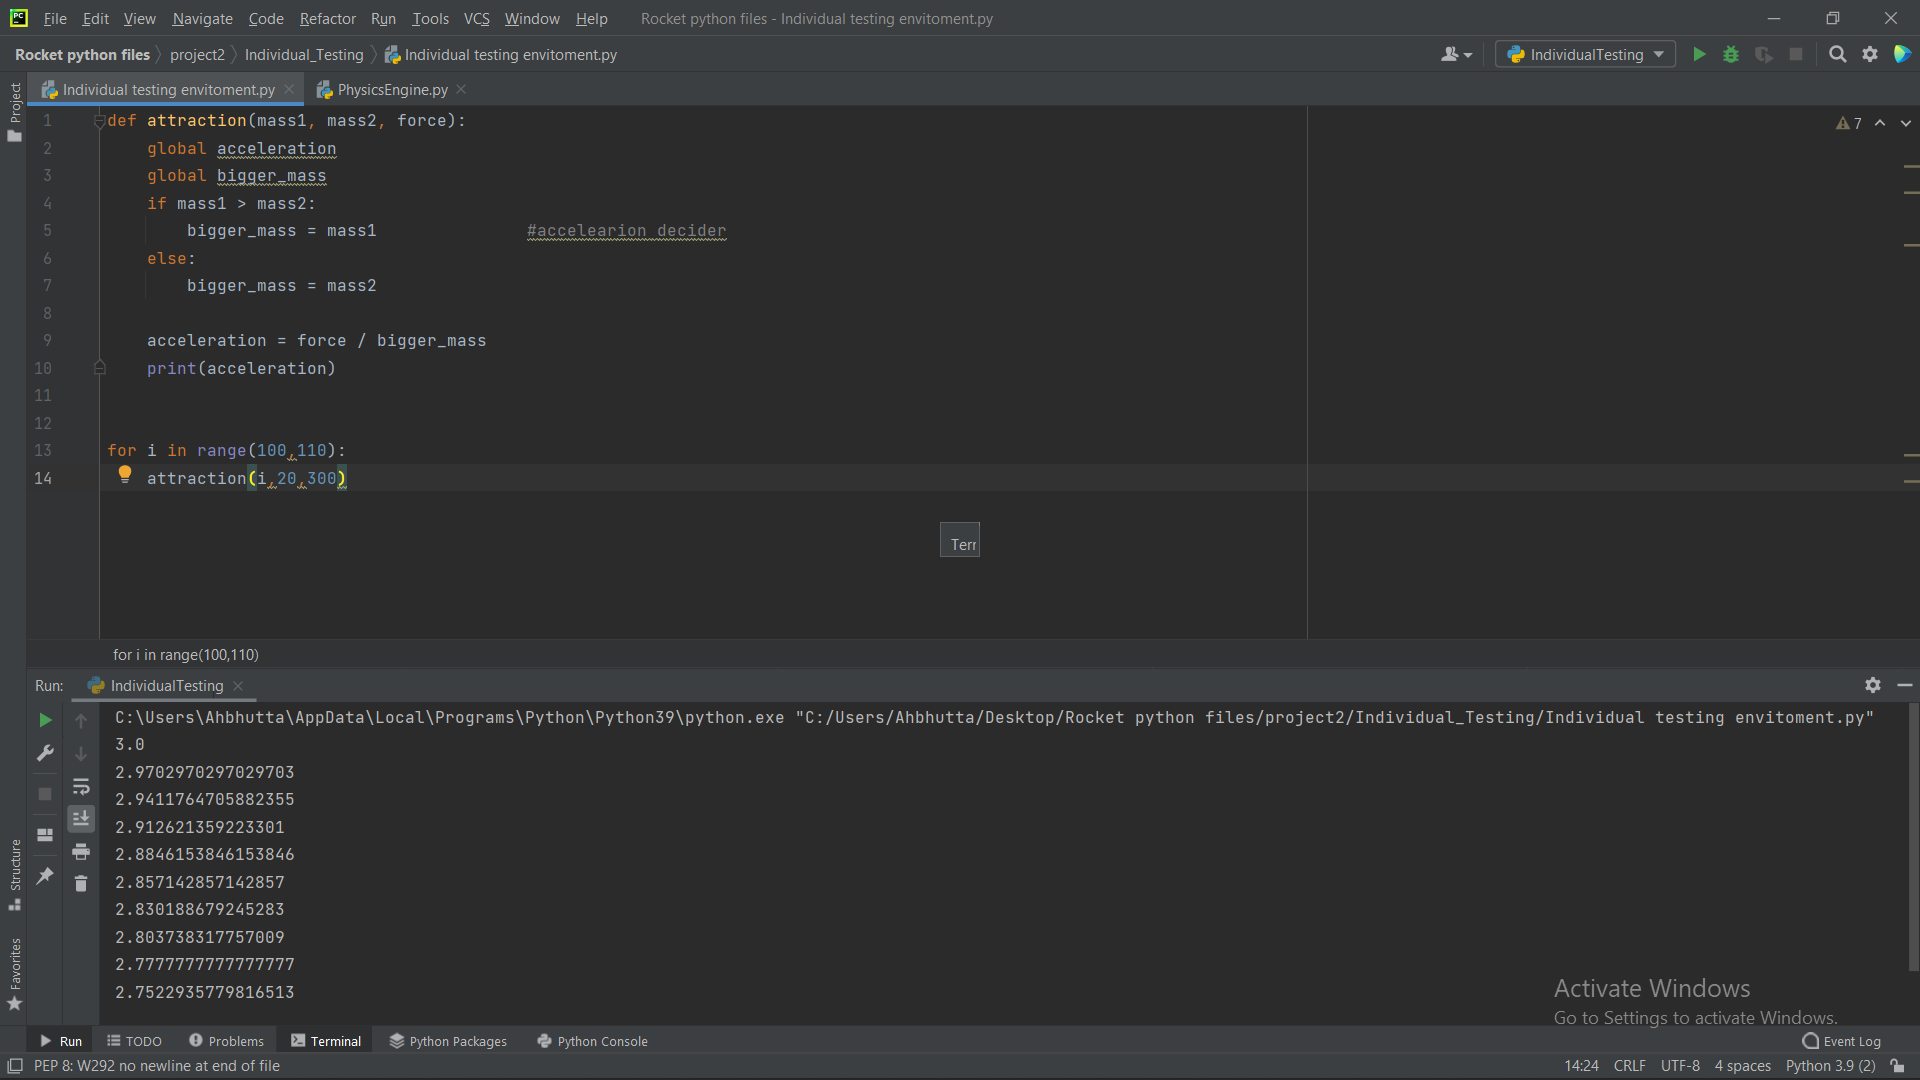 PC File Edit View Navigate Code Refactor Run Tools VCS Window Help Rocket python files - Individual testing envitoment.py
Rocket python files project2 Individual_Testing Individual testing envitoment.py IndividualTesting
Individual testing envitoment.py PhysicsEngine.py
Project
1 def attraction(mass1, mass2, force):
7
2 global acceleration
3 global bigger_mass
4 if mass1 > mass2:
5 bigger_mass = mass1 #accelearion decider
6 else:
7 bigger_mass = mass2
8
9 acceleration = force / bigger_mass
10 print(acceleration)
11
12
13 for i in range(100,110):
14 attraction(i,20,300)
Terr
for i in range(100,110)
Run: IndividualTesting
C:\Users\Ahbhutta\AppData\Local\Programs\Python\Python39\python.exe "C:/Users/Ahbhutta/Desktop/Rocket python files/project2/Individual_Testing/Individual testing envitoment.py"
3.0
2.9702970297029703
2.9411764705882355
2.912621359223301
2.8846153846153846
2.857142857142857
2.830188679245283
2.803738317757009
2.7777777777777777
2.7522935779816513
Structure
Favorites
Activate Windows
Go to Settings to activate Windows.
Run TODO Problems Terminal Python Packages Python Console Event Log
PEP 8: W292 no newline at end of file 14:24 CRLF UTF-8 4 spaces Python 3.9 (2)